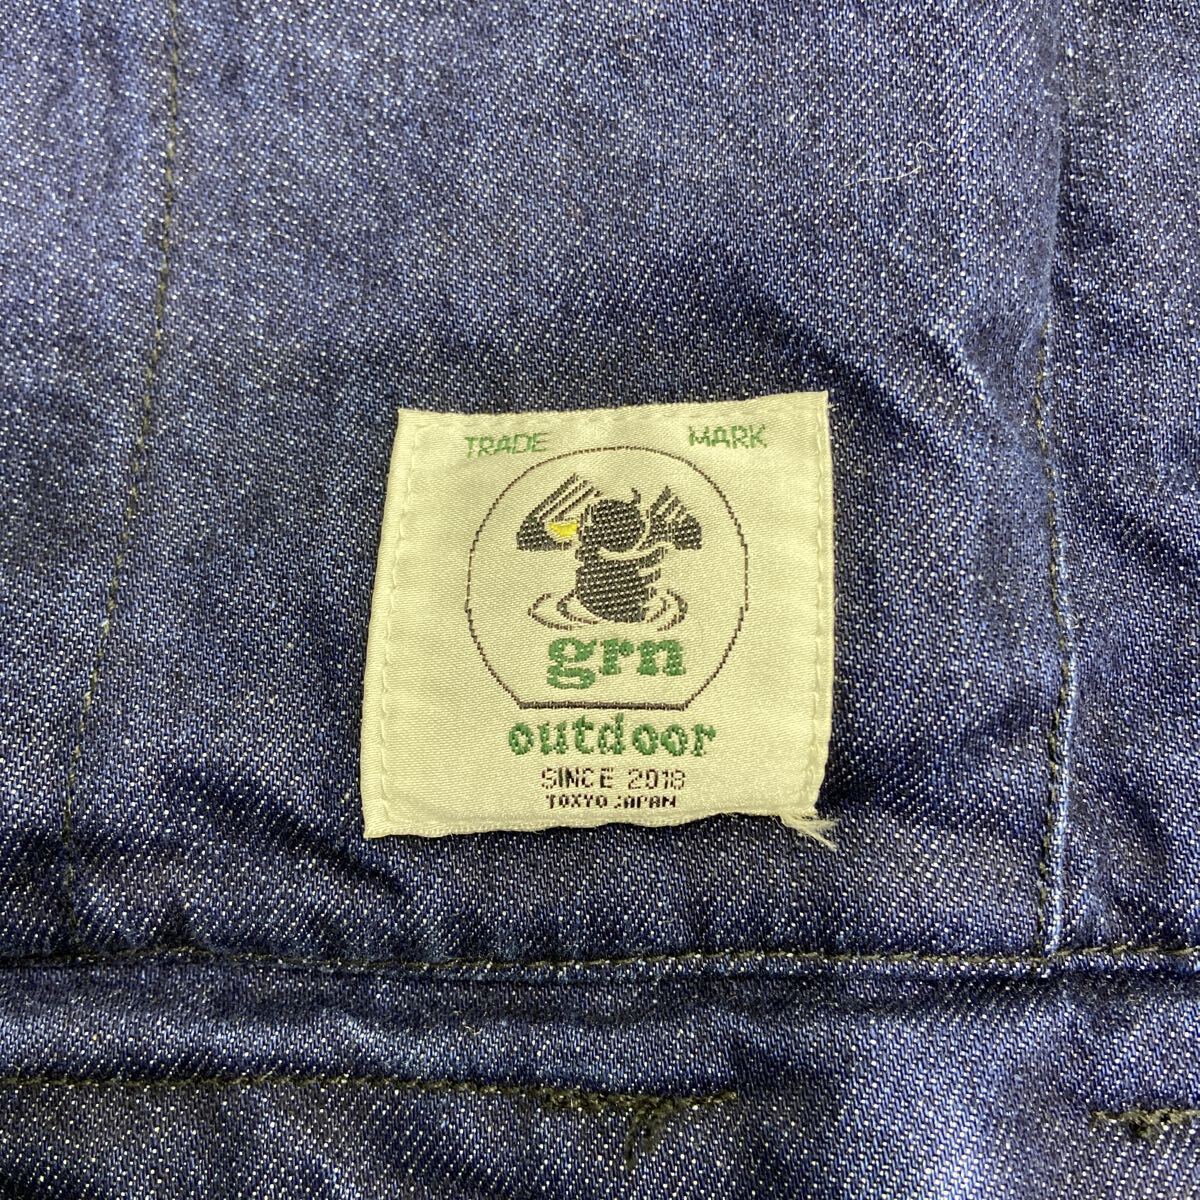 TRADE MARK
grn
outdoor
SINCE 2018
TOKYO JAPAN